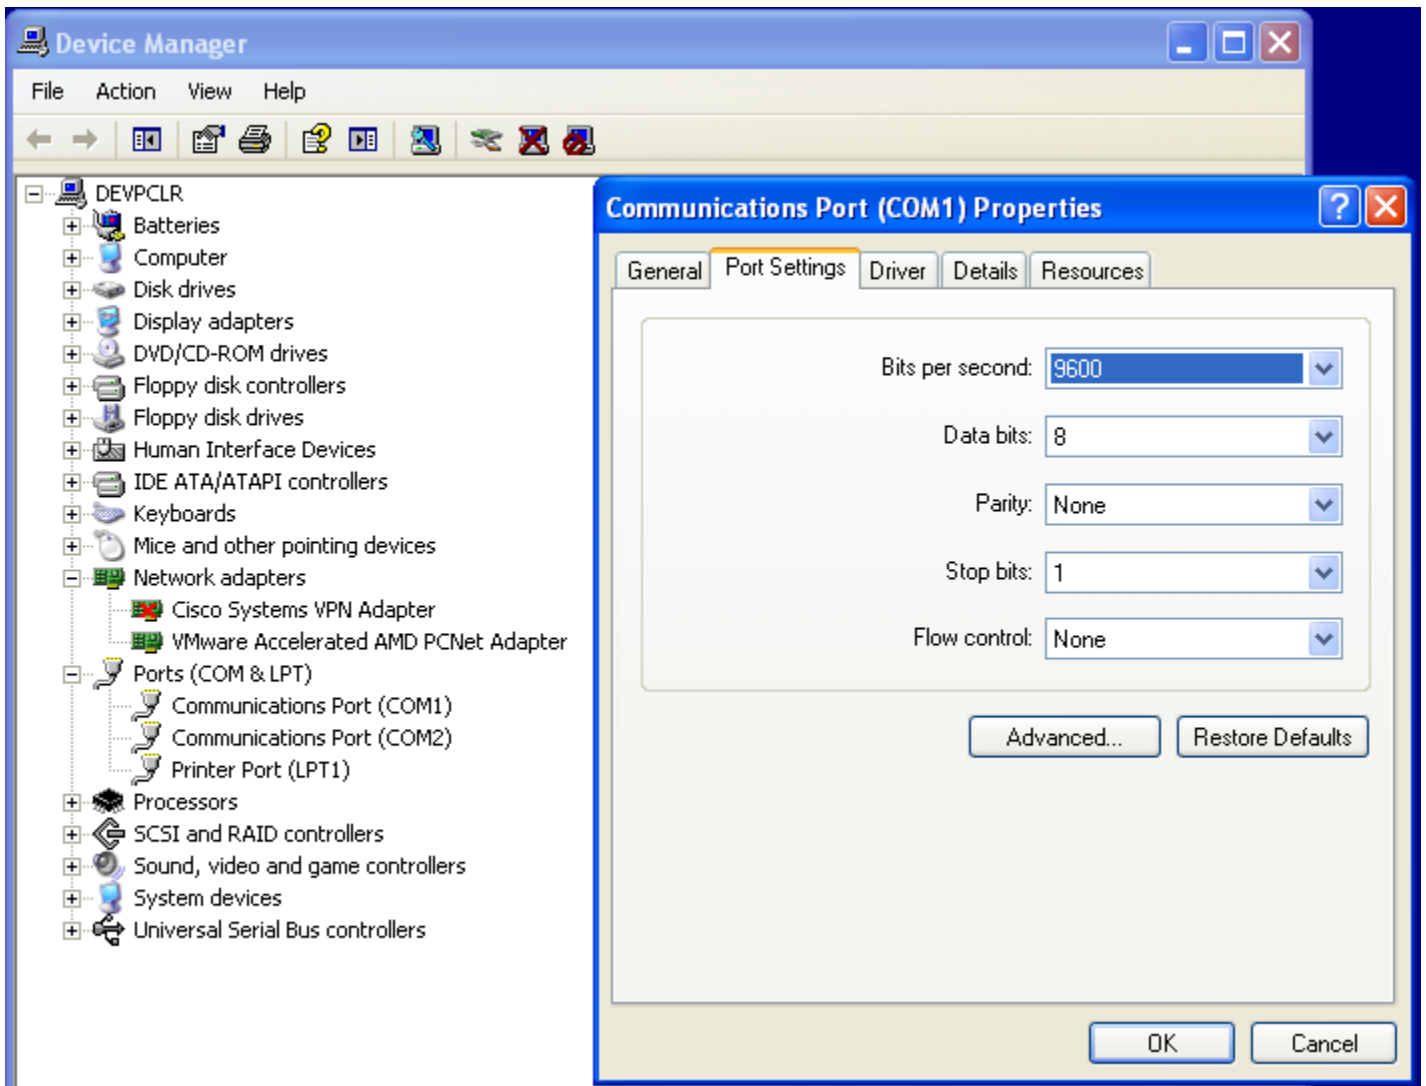 Device Manager
File Action View Help
DEVPCLR
Batteries
Computer
Disk drives
Display adapters
DVD/CD-ROM drives
Floppy disk controllers
Floppy disk drives
Human Interface Devices
IDE ATA/ATAPI controllers
Keyboards
Mice and other pointing devices
Network adapters
Cisco Systems VPN Adapter
VMware Accelerated AMD PCNet Adapter
Ports (COM & LPT)
Communications Port (COM1)
Communications Port (COM2)
Printer Port (LPT1)
Processors
SCSI and RAID controllers
Sound, video and game controllers
System devices
Universal Serial Bus controllers
Communications Port (COM1) Properties
General Port Settings Driver Details Resources
Bits per second: 9600
Data bits: 8
Parity: None
Stop bits: 1
Flow control: None
Advanced... Restore Defaults
OK Cancel